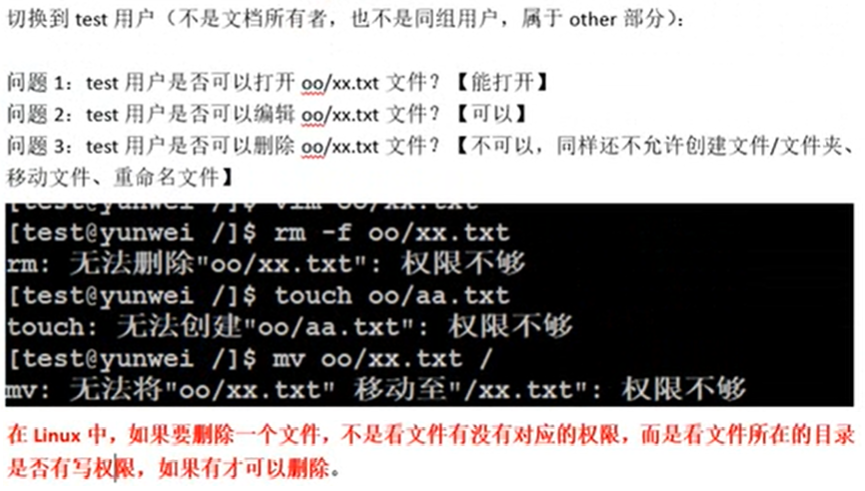 切换到 test 用户（不是文档所有者，也不是同组用户，属于 other 部分）：
问题 1：test 用户是否可以打开 oo/xx.txt 文件？【能打开】
问题 2：test 用户是否可以编辑 oo/xx.txt 文件？【可以】
问题 3：test 用户是否可以删除 oo/xx.txt 文件？【不可以，同样还不允许创建文件/文件夹、
移动文件、重命名文件】
[test@yunwei /]$ vim oo/xx.txt
[test@yunwei /]$ rm -f oo/xx.txt
rm: 无法删除"oo/xx.txt": 权限不够
[test@yunwei /]$ touch oo/aa.txt
touch: 无法创建"oo/aa.txt": 权限不够
[test@yunwei /]$ mv oo/xx.txt /
mv: 无法将"oo/xx.txt" 移动至"/xx.txt": 权限不够
在 Linux 中，如果要删除一个文件，不是看文件有没有对应的权限，而是看文件所在的目录
是否有写权限，如果有才可以删除。